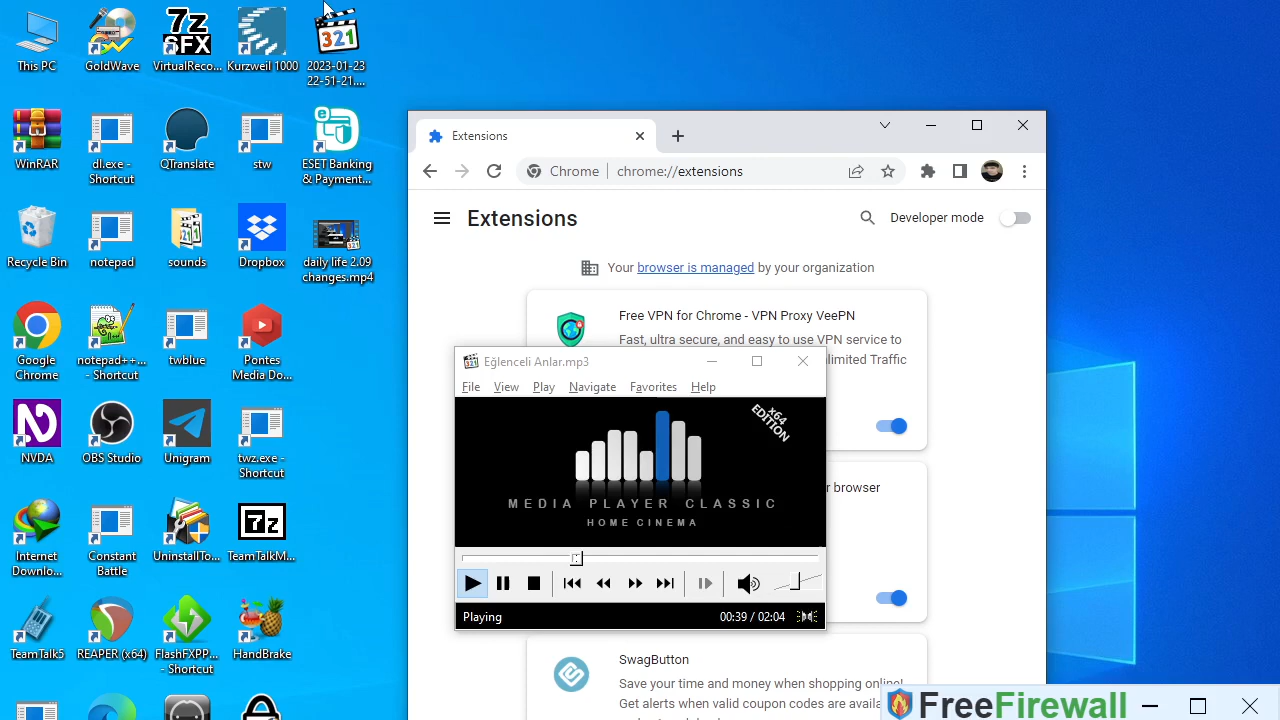 This PC
GoldWave
7z
SFX
VirtualReco...
Kurzweil 1000
321
2023-01-23
22-51-21....
WinRAR
dl.exe -
Shortcut
QTranslate
stw
ESET Banking
& Payment...
Recycle Bin
notepad
sounds
Dropbox
daily life 2.09
changes.mp4
Google
Chrome
notepad++...
- Shortcut
twblue
Pontes
Media Do...
NVDA
OBS Studio
Unigram
twz.exe -
Shortcut
Internet
Downlo...
Constant
Battle
UninstallTo...
7z
TeamTalkM...
TeamTalk5
REAPER (x64)
FlashFXPP...
- Shortcut
HandBrake
Extensions
Chrome
chrome://extensions
Extensions
Developer mode
Your browser is managed by your organization
Free VPN for Chrome - VPN Proxy VeePN
Fast, ultra secure, and easy to use VPN service to
limited Traffic
Eğlenceli Anlar.mp3
File View Play Navigate Favorites Help
x64
EDITION
MEDIA PLAYER CLASSIC
HOME CINEMA
Playing
00:39 / 02:04
browser
SwagButton
Save your time and money when shopping online!
Get alerts when valid coupon codes are availa
FreeFirewall